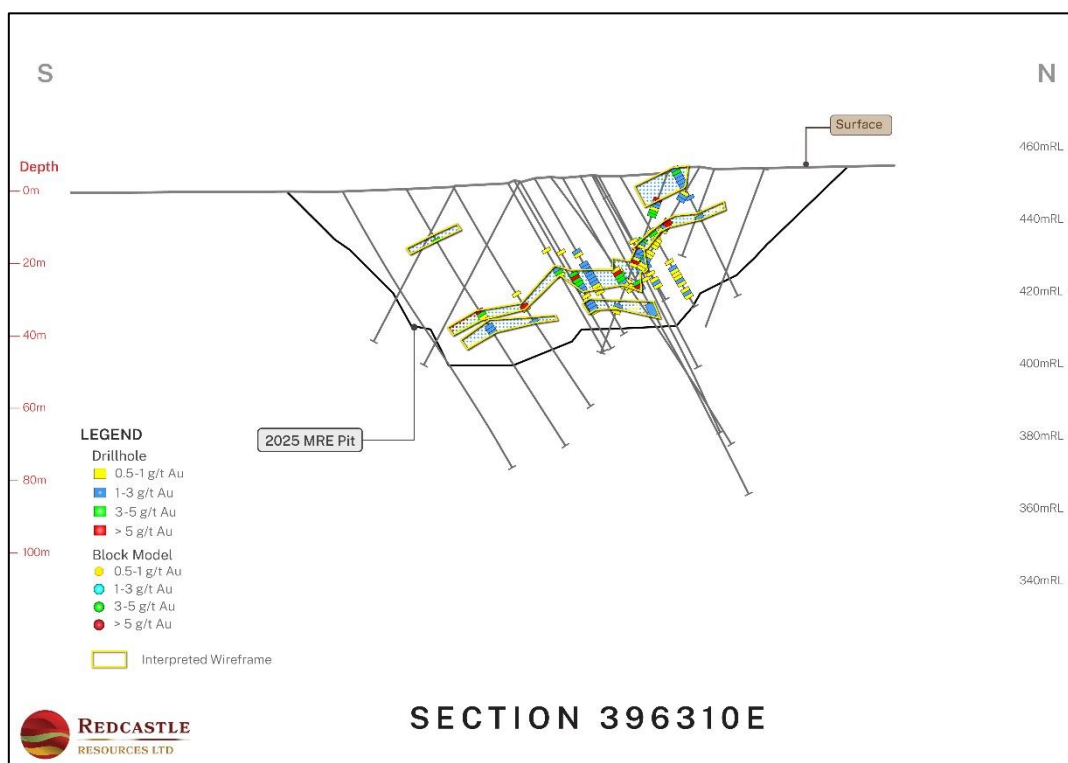 S
N
Surface
Depth
0m
20m
40m
60m
80m
100m
460mRL
440mRL
420mRL
400mRL
380mRL
360mRL
340mRL
2025 MRE Pit
LEGEND
Drillhole
0.5-1 g/t Au
1-3 g/t Au
3-5 g/t Au
> 5 g/t Au
Block Model
0.5-1 g/t Au
1-3 g/t Au
3-5 g/t Au
> 5 g/t Au
Interpreted Wireframe
REDCASTLE
RESOURCES LTD
SECTION 396310E